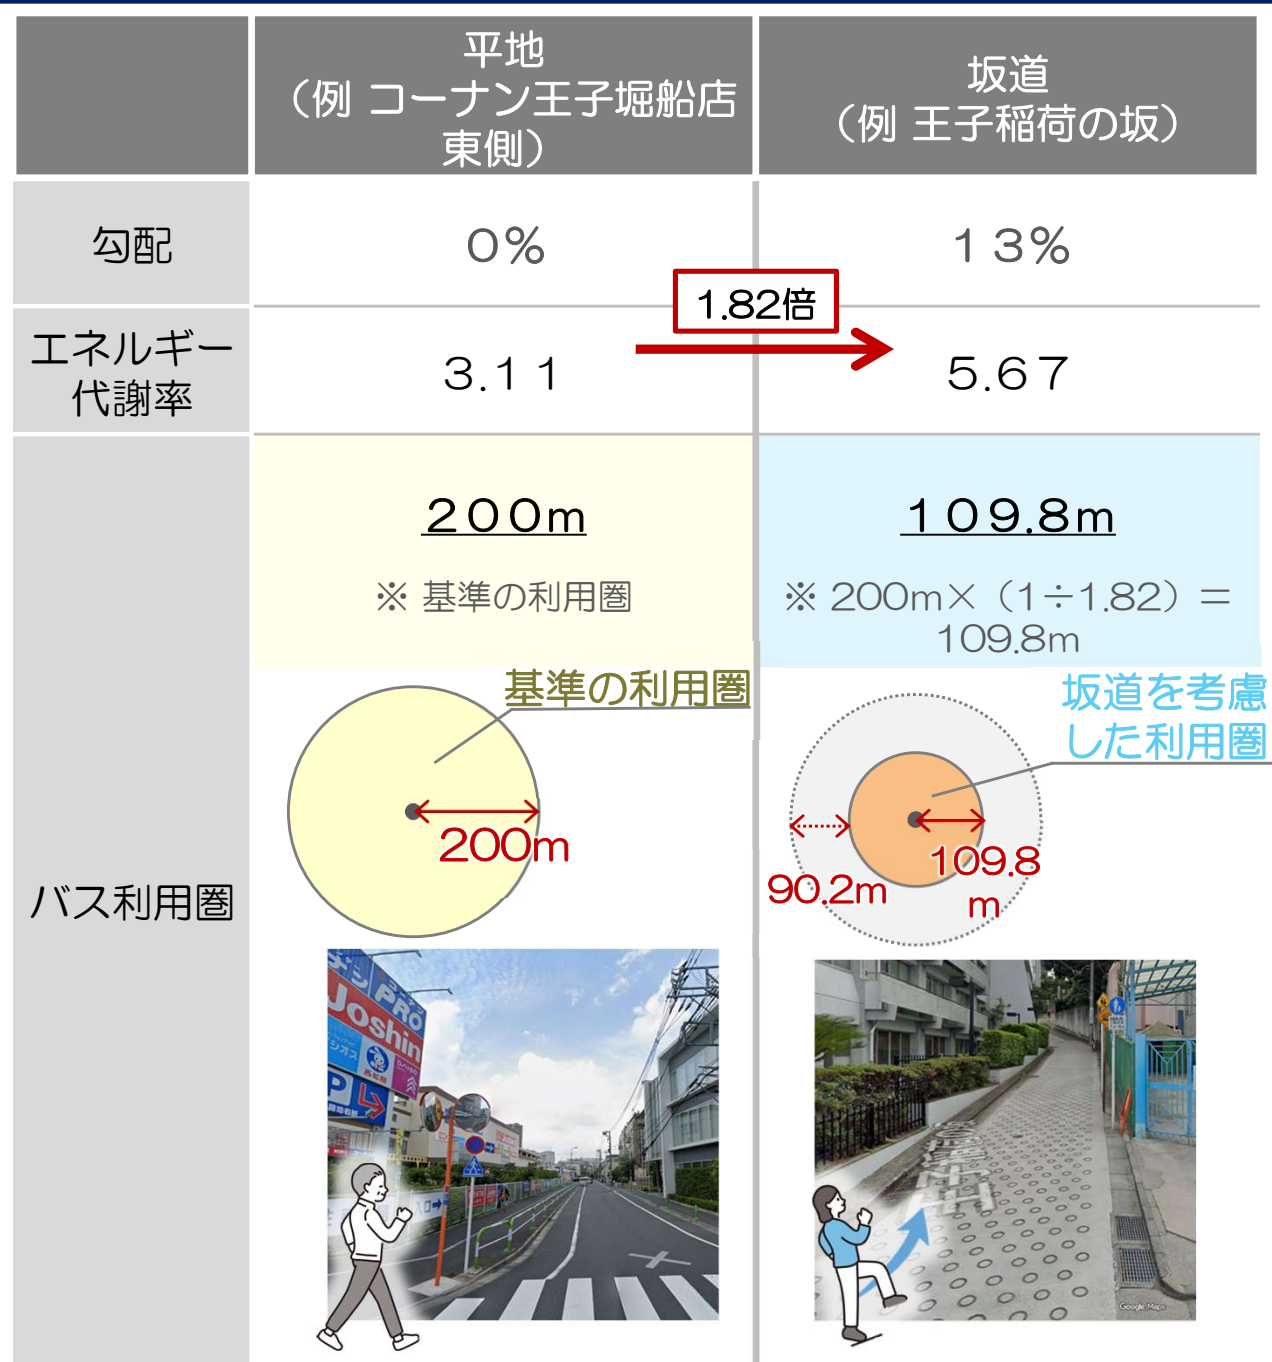 平地
（例 コーナン王子堀船店
東側）
坂道
（例 王子稲荷の坂）
勾配
0%
13%
1.82倍
エネルギー
代謝率
3.11
5.67
バス利用圏
200m
※ 基準の利用圏
109.8m
※ 200m×（1÷1.82）＝
109.8m
基準の利用圏
200m
坂道を考慮
した利用圏
90.2m
109.8
m
PRO
Joshin
P
Google Maps